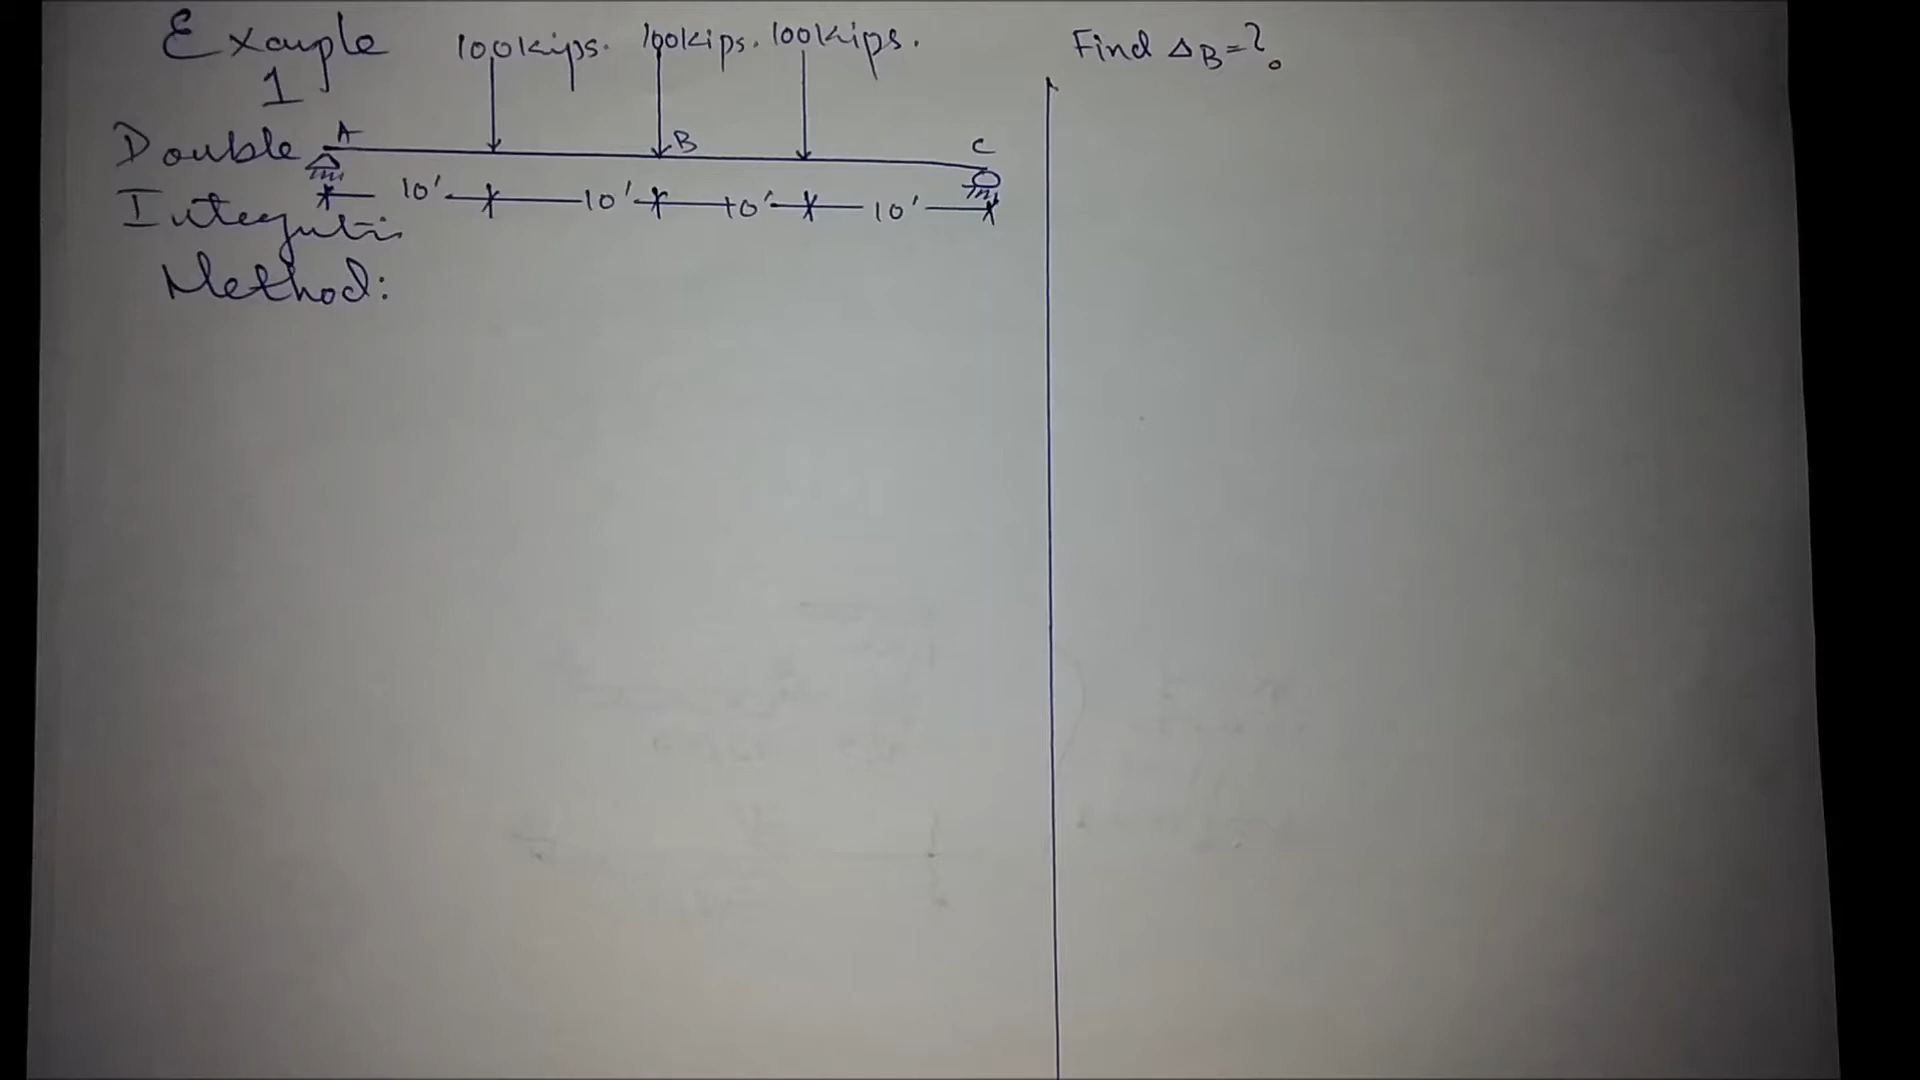 Example 1
100kips. 100kips. 100kips.
Find ΔB=?
Double Integration Method:
A B C
10' 10' 10' 10'